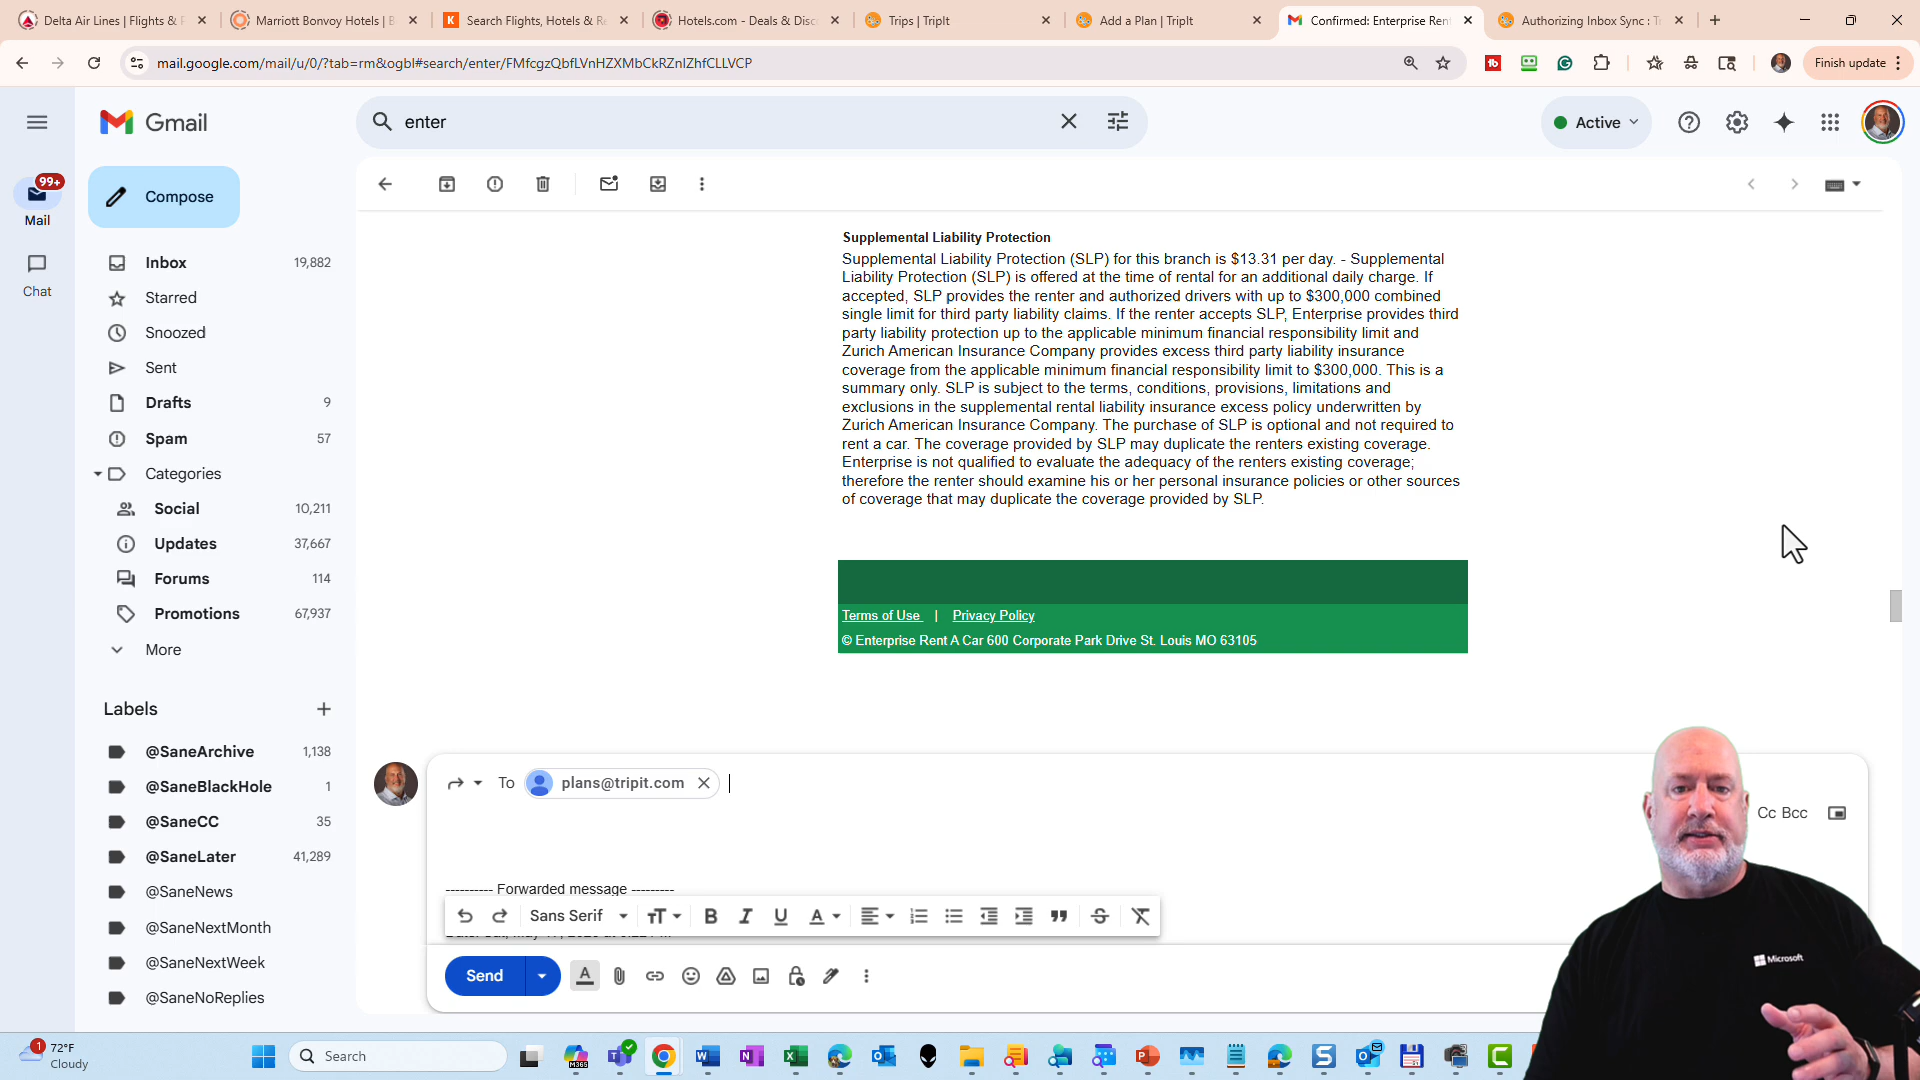 Delta Air Lines | Flights &
Marriott Bonvoy Hotels |
Search Flights, Hotels & R
Hotels.com - Deals & Disc
Trips | TripIt
Add a Plan | TripIt
Confirmed: Enterprise Ren
Authorizing Inbox Sync : T
mail.google.com/mail/u/0/?tab=rm&ogbl#search/enter/FMfcgzQbfLVnHZXMbCkRZnlZhfCLLVCP
Finish update
Gmail
enter
Active
99+
Mail
Chat
Compose
Inbox 19,882
Starred
Snoozed
Sent
Drafts 9
Spam 57
Categories
Social 10,211
Updates 37,667
Forums 114
Promotions 67,937
More
Labels
@SaneArchive 1,138
@SaneBlackHole 1
@SaneCC 35
@SaneLater 41,289
@SaneNews
@SaneNextMonth
@SaneNextWeek
@SaneNoReplies
Supplemental Liability Protection
Supplemental Liability Protection (SLP) for this branch is $13.31 per day. - Supplemental
Liability Protection (SLP) is offered at the time of rental for an additional daily charge. If
accepted, SLP provides the renter and authorized drivers with up to $300,000 combined
single limit for third party liability claims. If the renter accepts SLP, Enterprise provides third
party liability protection up to the applicable minimum financial responsibility limit and
Zurich American Insurance Company provides excess third party liability insurance
coverage from the applicable minimum financial responsibility limit to $300,000. This is a
summary only. SLP is subject to the terms, conditions, provisions, limitations and
exclusions in the supplemental rental liability insurance excess policy underwritten by
Zurich American Insurance Company. The purchase of SLP is optional and not required to
rent a car. The coverage provided by SLP may duplicate the renters existing coverage.
Enterprise is not qualified to evaluate the adequacy of the renters existing coverage;
therefore the renter should examine his or her personal insurance policies or other sources
of coverage that may duplicate the coverage provided by SLP.
Terms of Use | Privacy Policy
© Enterprise Rent A Car 600 Corporate Park Drive St. Louis MO 63105
To plans@tripit.com
Cc Bcc
---------- Forwarded message ---------
Sans Serif
Send
Microsoft
1
72°F
Cloudy
Search
M365